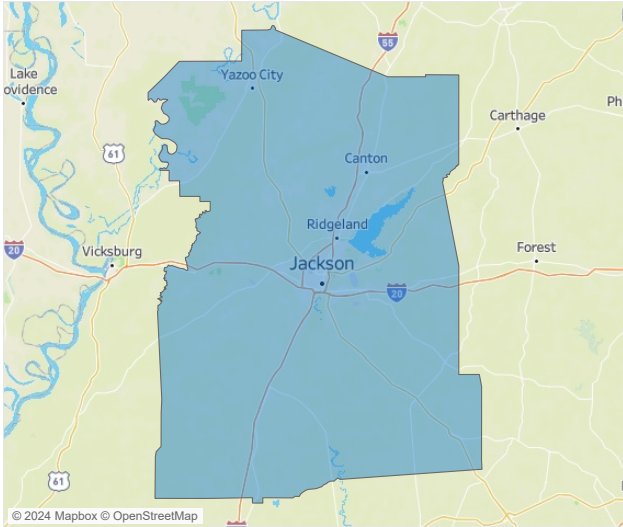 55
Lake
ovidence
Yazoo City
Carthage
Ph
61
Canton
Ridgeland
20
Vicksburg
Jackson
Forest
20
61
© 2024 Mapbox © OpenStreetMap